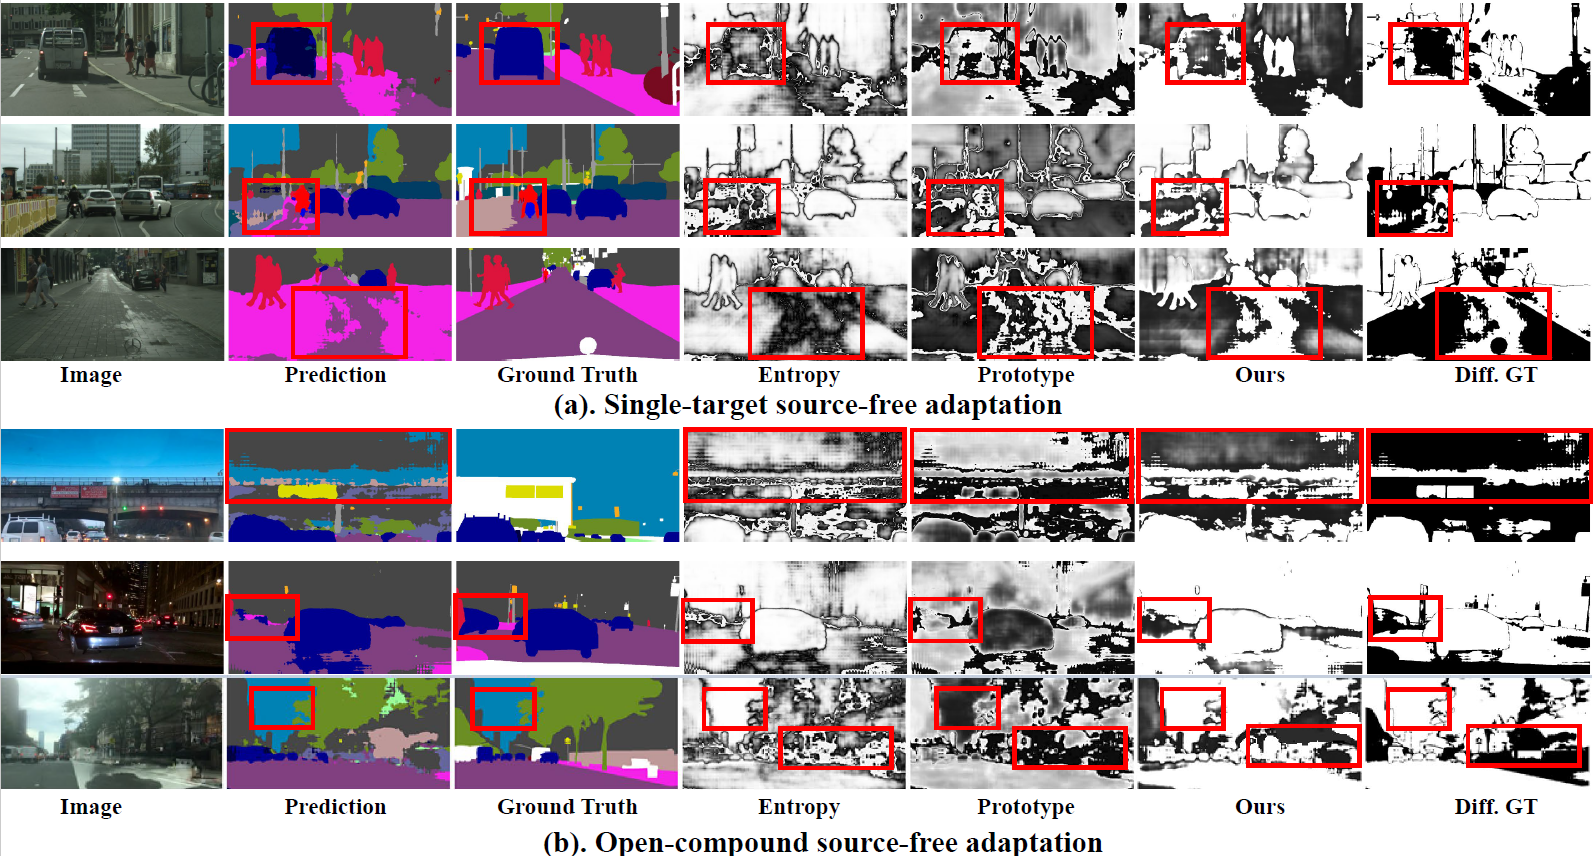 Image Prediction Ground Truth Entropy Prototype Ours Diff. GT
(a). Single-target source-free adaptation
Image Prediction Ground Truth Entropy Prototype Ours Diff. GT
(b). Open-compound source-free adaptation